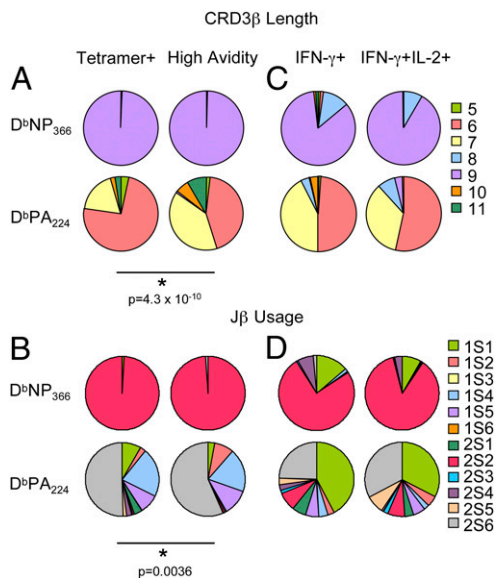 CRD3β Length
A
Tetramer+ High Avidity
C
IFN-γ+ IFN-γ+IL-2+
DᵇNP₃₆₆
DᵇPA₂₂₄
5
6
7
8
9
10
11
*
p=4.3 x 10⁻¹⁰
Jβ Usage
B
D
DᵇNP₃₆₆
DᵇPA₂₂₄
1S1
1S2
1S3
1S4
1S5
1S6
2S1
2S2
2S3
2S4
2S5
2S6
*
p=0.0036